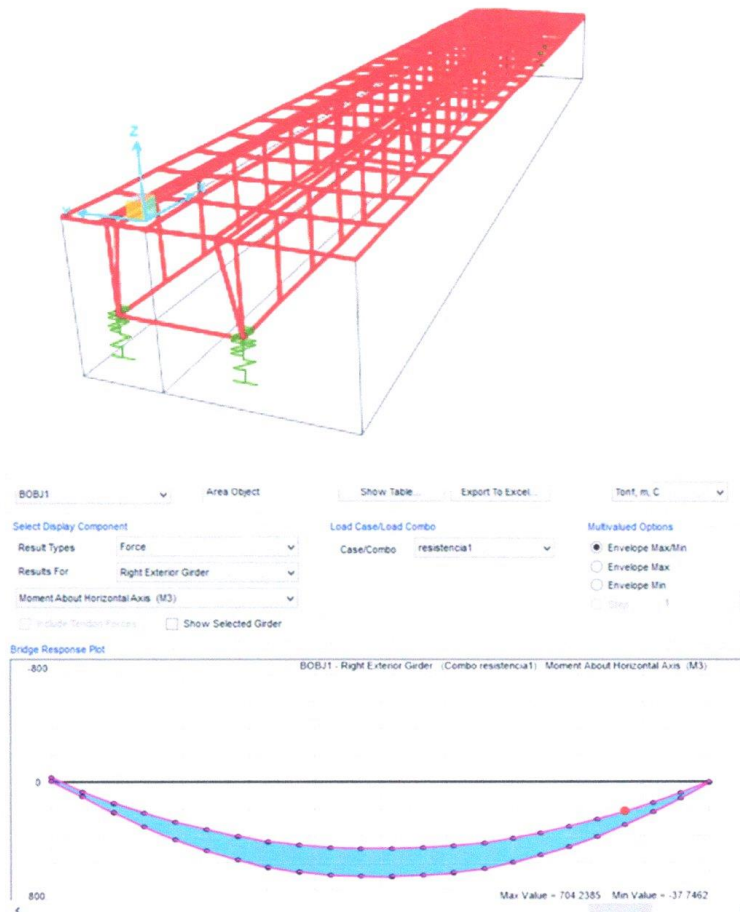 Z
BOBJ1 Area Object Show Table... Export To Excel... Tonf, m, C
Select Display Component Load Case/Load Combo Multivalued Options
Result Types Force Case/Combo resistencia1 Envelope Max/Min
Results For Right Exterior Girder Envelope Max
Moment About Horizontal Axis (M3) Envelope Min
Include Tendon Forces Show Selected Girder Step 1
Bridge Response Plot
-800 BOBJ1 - Right Exterior Girder (Combo resistencia1) Moment About Horizontal Axis (M3)
0
800 Max Value = 704.2385 Min Value = -37.7462